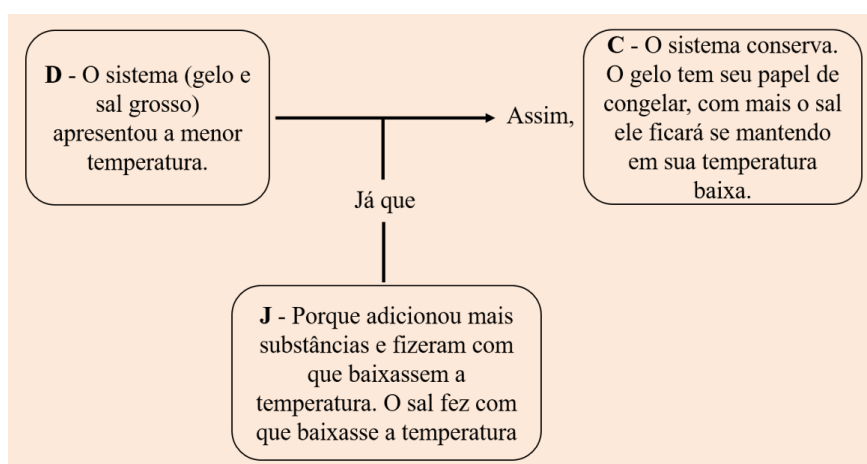 D - O sistema (gelo e
sal grosso)
apresentou a menor
temperatura.
Assim,
C - O sistema conserva.
O gelo tem seu papel de
congelar, com mais o sal
ele ficará se mantendo
em sua temperatura
baixa.
Já que
J - Porque adicionou mais
substâncias e fizeram com
que baixassem a
temperatura. O sal fez com
que baixasse a temperatura